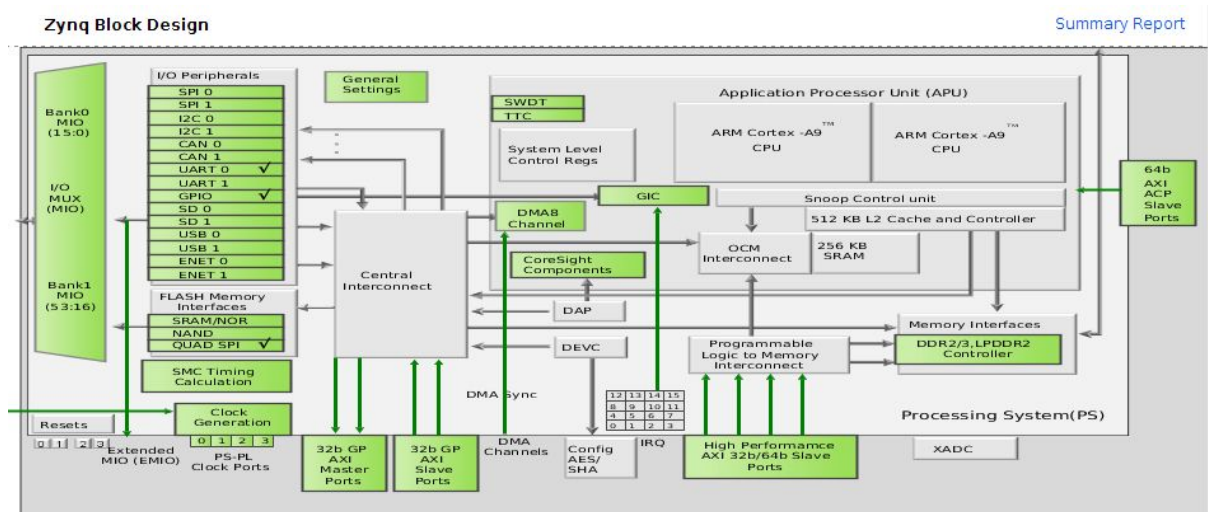 Zynq Block Design
Summary Report
Bank0
MIO
(15:0)
I/O
MUX
(MIO)
Bank1
MIO
(53:16)
I/O Peripherals
SPI 0
SPI 1
I2C 0
I2C 1
CAN 0
CAN 1
UART 0 ✓
UART 1
GPIO ✓
SD 0
SD 1
USB 0
USB 1
ENET 0
ENET 1
FLASH Memory
Interfaces
SRAM/NOR
NAND
QUAD SPI ✓
SMC Timing
Calculation
Clock
Generation
0 1 2 3
PS-PL
Clock Ports
Resets
0 1 2 3
Extended
MIO (EMIO)
General
Settings
Central
Interconnect
32b GP
AXI
Master
Ports
32b GP
AXI
Slave
Ports
Application Processor Unit (APU)
SWDT
TTC
System Level
Control Regs
ARM Cortex -A9™
CPU
ARM Cortex -A9™
CPU
GIC
Snoop Control unit
512 KB L2 Cache and Controller
DMA8
Channel
OCM
Interconnect
256 KB
SRAM
CoreSight
Components
DAP
DEVC
DMA Sync
DMA
Channels
Config
AES/
SHA
12 13 14 15
8 9 10 11
4 5 6 7
0 1 2 3
IRQ
Programmable
Logic to Memory
Interconnect
Memory Interfaces
DDR2/3,LPDDR2
Controller
64b
AXI
ACP
Slave
Ports
Processing System(PS)
High Performamce
AXI 32b/64b Slave
Ports
XADC